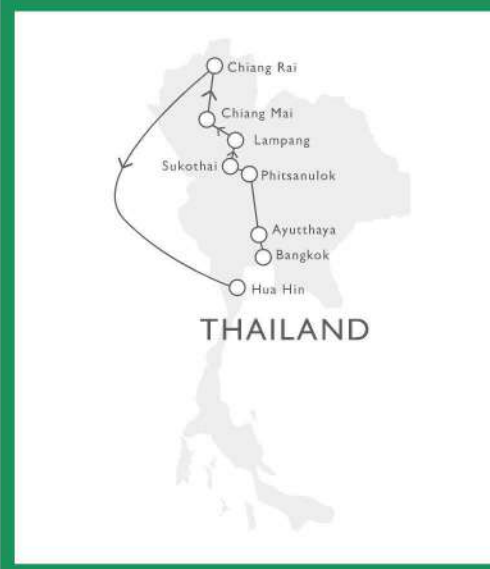 Chiang Rai
Chiang Mai
Lampang
Sukothai
Phitsanulok
Ayutthaya
Bangkok
Hua Hin
THAILAND